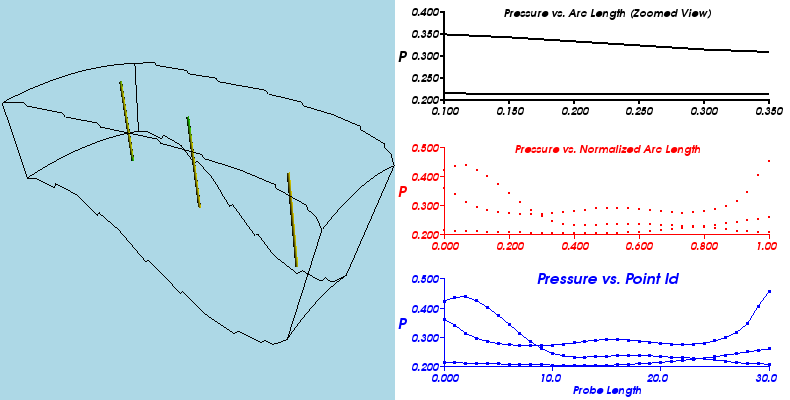 Pressure vs. Arc Length (Zoomed View)
0.400
0.350
P
0.300
0.250
0.200
0.100 0.150 0.200 0.250 0.300 0.350
Pressure vs. Normalized Arc Length
0.500
0.400
P
0.300
0.200
0.000 0.200 0.400 0.600 0.800 1.00
Pressure vs. Point Id
0.500
0.400
P
0.300
0.200
0.000 10.0 20.0 30.0
Probe Length